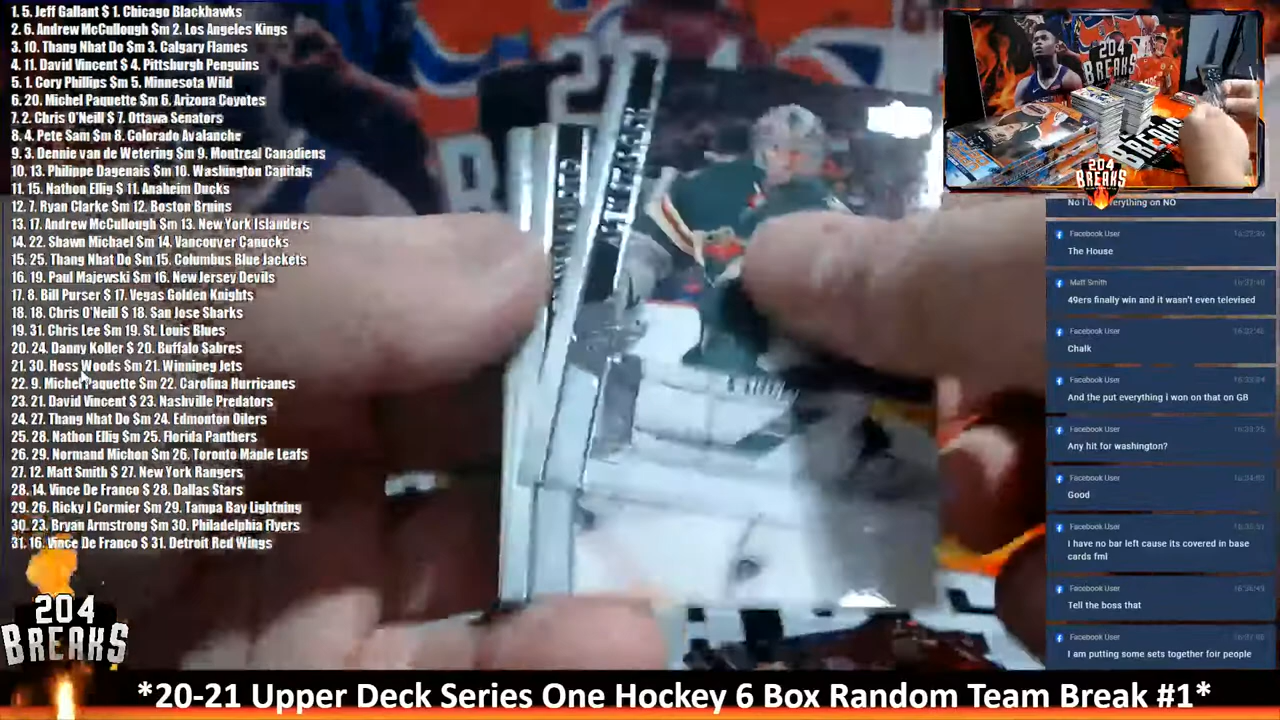 1. 5. Jeff Gallant $ 1. Chicago Blackhawks
2. 6. Andrew McCullough $m 2. Los Angeles Kings
3. 10. Thang Nhat Do $m 3. Calgary Flames
4. 11. David Vincent $ 4. Pittsburgh Penguins
5. 1. Cory Phillips $m 5. Minnesota Wild
6. 20. Michel Paquette $m 6. Arizona Coyotes
7. 2. Chris O'Neill $ 7. Ottawa Senators
8. 4. Pete Sam $m 8. Colorado Avalanche
9. 3. Dennie van de Wetering $m 9. Montreal Canadiens
10. 13. Philippe Dagenais $m 10. Washington Capitals
11. 15. Nathon Ellig $ 11. Anaheim Ducks
12. 7. Ryan Clarke $m 12. Boston Bruins
13. 17. Andrew McCullough $m 13. New York Islanders
14. 22. Shawn Michael $m 14. Vancouver Canucks
15. 25. Thang Nhat Do $m 15. Columbus Blue Jackets
16. 19. Paul Majewski $m 16. New Jersey Devils
17. 8. Bill Purser $ 17. Vegas Golden Knights
18. 18. Chris O'Neill $ 18. San Jose Sharks
19. 31. Chris Lee $m 19. St. Louis Blues
20. 24. Danny Koller $ 20. Buffalo Sabres
21. 30. Hoss Woods $m 21. Winnipeg Jets
22. 9. Michel Paquette $m 22. Carolina Hurricanes
23. 21. David Vincent $ 23. Nashville Predators
24. 27. Thang Nhat Do $m 24. Edmonton Oilers
25. 28. Nathon Ellig $m 25. Florida Panthers
26. 29. Normand Michon $m 26. Toronto Maple Leafs
27. 12. Matt Smith $ 27. New York Rangers
28. 14. Vince De Franco $ 28. Dallas Stars
29. 26. Ricky J Cormier $m 29. Tampa Bay Lightning
30. 23. Bryan Armstrong $m 30. Philadelphia Flyers
31. 16. Vince De Franco $ 31. Detroit Red Wings
204
BREAKS
204
BREAKS
204
BREAKS
Facebook User
The House
Matt Smith
49ers finally win and it wasn't even televised
Facebook User
Chalk
Facebook User
And the put everything i won on that on GB
Facebook User
Any hit for washington?
Facebook User
Good
Facebook User
I have no bar left cause its covered in base
cards fml
Facebook User
Tell the boss that
Facebook User
I am putting some sets together foir people
*20-21 Upper Deck Series One Hockey 6 Box Random Team Break #1*